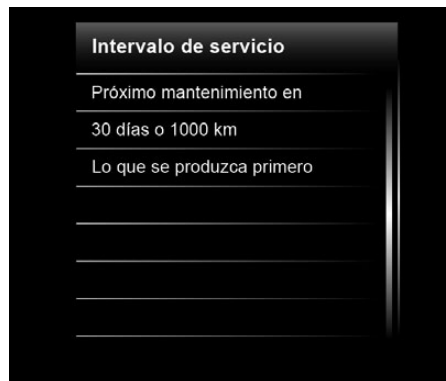 Intervalo de servicio
Próximo mantenimiento en
30 días o 1000 km
Lo que se produzca primero